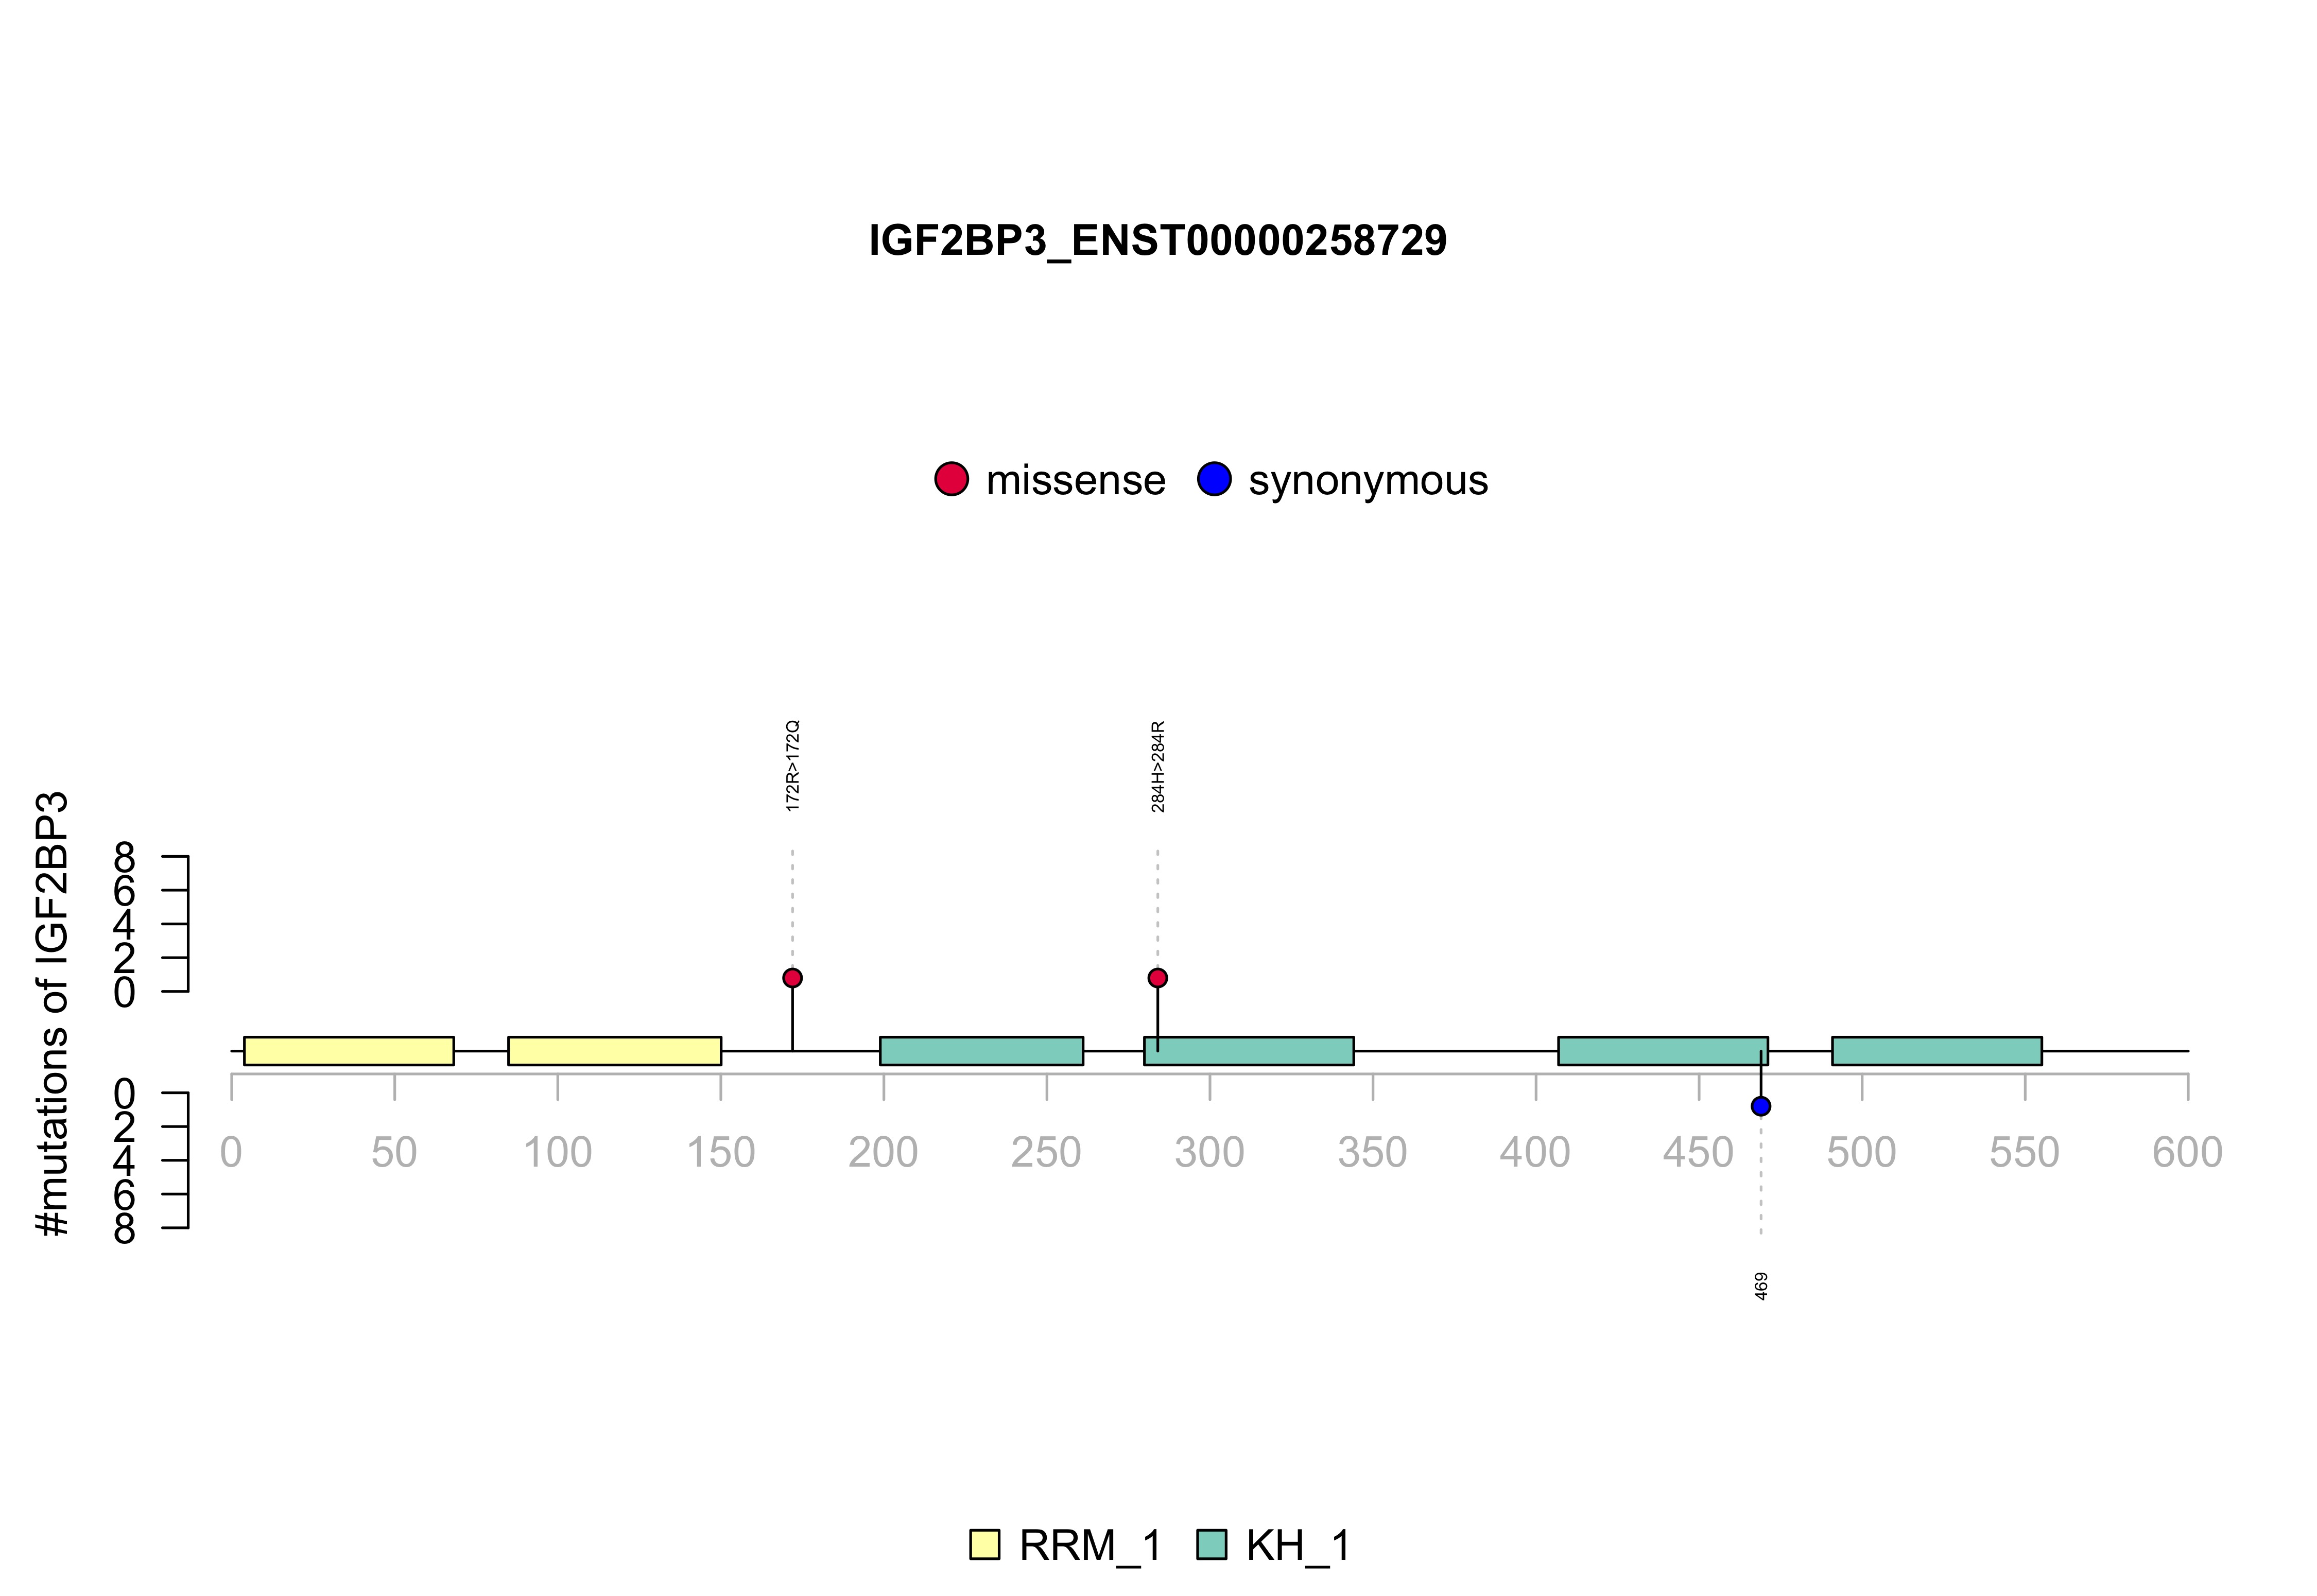 IGF2BP3_ENST00000258729
missense synonymous
172R>172Q
284H>284R
#mutations of IGF2BP3
8
6
4
2
0
0
2
4
6
8
0 50 100 150 200 250 300 350 400 450 500 550 600
469
RRM_1 KH_1